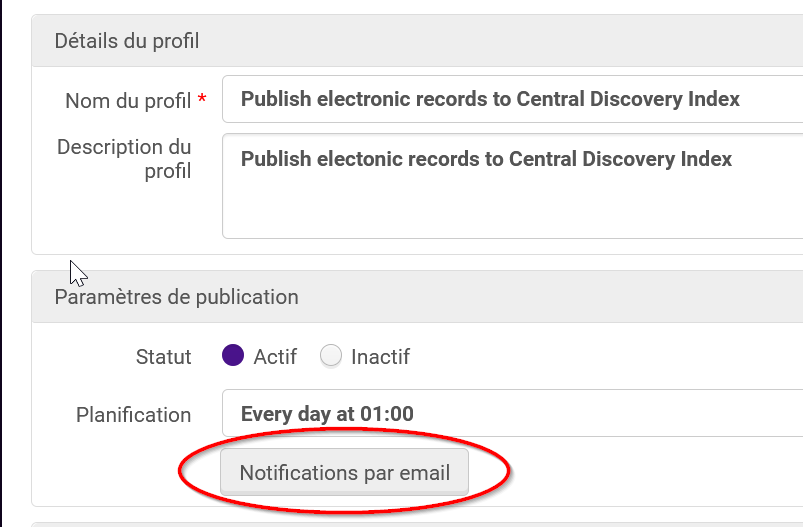 Détails du profil
Nom du profil *
Publish electronic records to Central Discovery Index
Description du
profil
Publish electonic records to Central Discovery Index
Paramètres de publication
Statut
Actif
Inactif
Planification
Every day at 01:00
Notifications par email